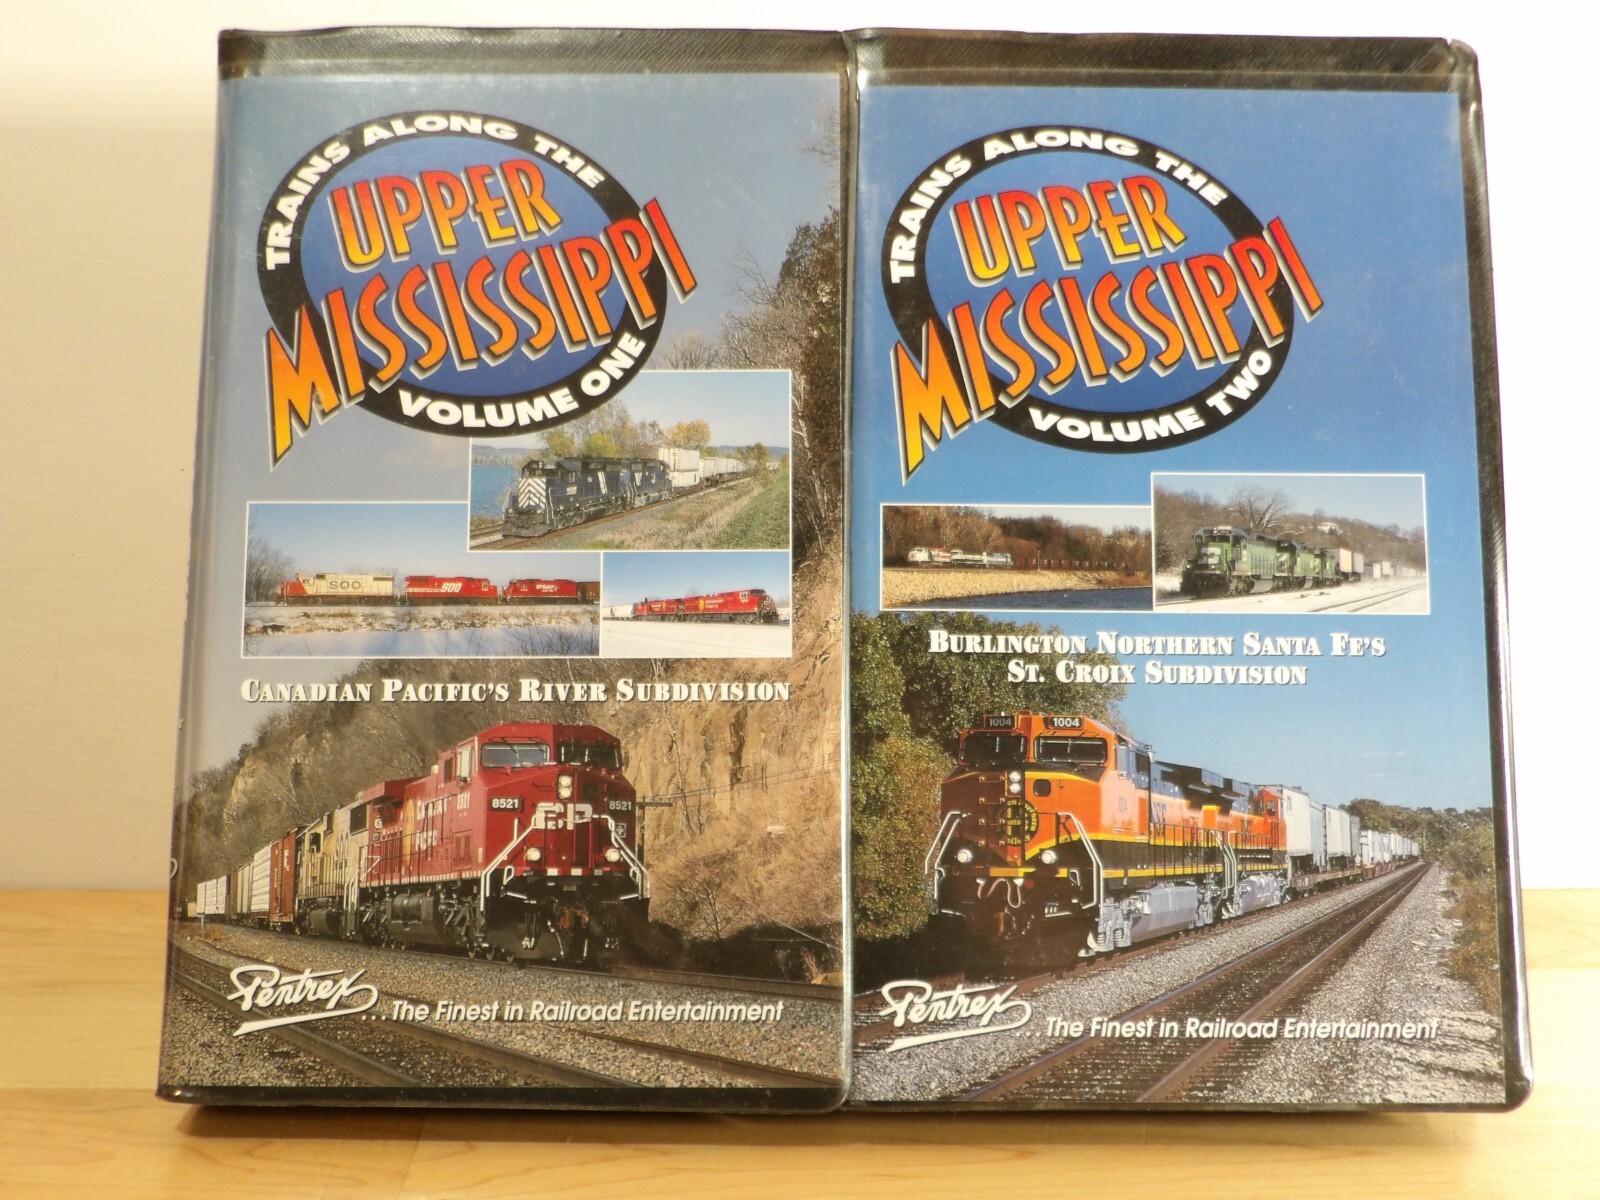 TRAINS ALONG THE
UPPER
MISSISSIPPI
VOLUME ONE
SOO
SOO
CANADIAN PACIFIC'S RIVER SUBDIVISION
8521
8521
8521
CP
Pentrex
...The Finest in Railroad Entertainment
TRAINS ALONG THE
UPPER
MISSISSIPPI
VOLUME TWO
BURLINGTON NORTHERN SANTA FE'S
ST. CROIX SUBDIVISION
1004
1004
Pentrex
...The Finest in Railroad Entertainment